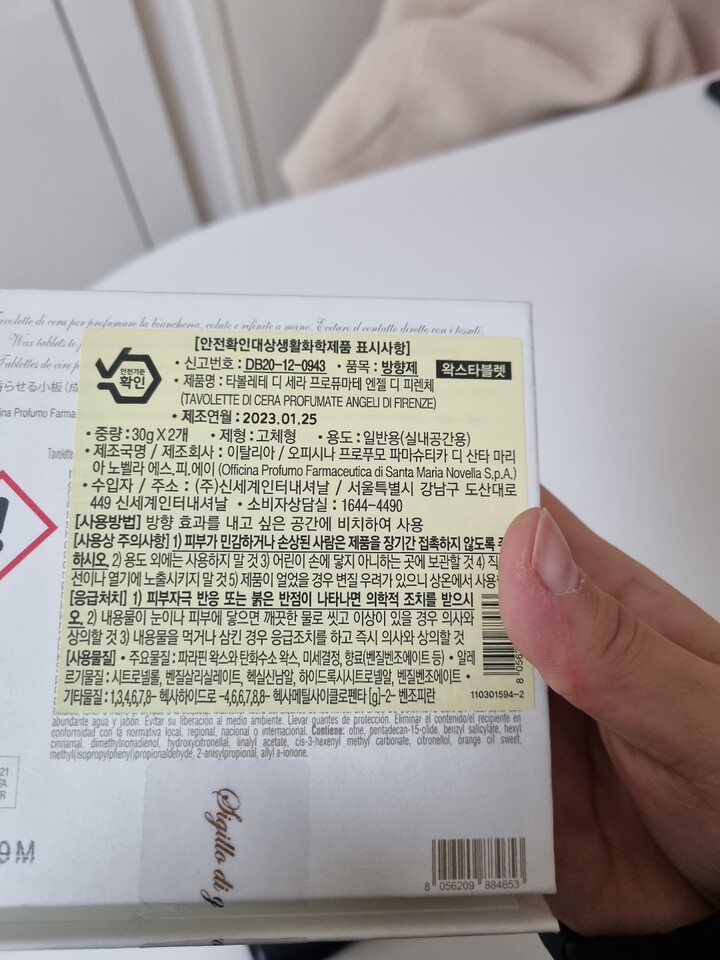 Tavolette di cera per profumare la biancheria, colate e rifinite a mano. Evitare il contatto diretto con i tessuti.
Wax tablets to
Tablettes de cire
香らせる小板
Profumo Farma
Tavolette
[안전확인대상생활화학제품 표시사항]
안전기준
확인
• 신고번호 : DB20-12-0943 • 품목 : 방향제 왁스타블렛
• 제품명 : 타볼레테 디 세라 프로퓨마테 엔젤 디 피렌체
(TAVOLETTE DI CERA PROFUMATE ANGELI DI FIRENZE)
• 제조연월 : 2023.01.25
• 중량 : 30g X 2개 • 제형 : 고체형 • 용도 : 일반용(실내공간용)
• 제조국명 / 제조회사 : 이탈리아 / 오피시나 프로푸모 파마슈티카 디 산타 마리
아 노벨라 에스.피.에이 (Officina Profumo Farmaceutica di Santa Maria Novella S.p.A.)
• 수입자 / 주소 : (주)신세계인터내셔날 / 서울특별시 강남구 도산대로
449 신세계인터내셔날 • 소비자상담실 : 1644-4490
[사용방법] 방향 효과를 내고 싶은 공간에 비치하여 사용
[사용상 주의사항] 1) 피부가 민감하거나 손상된 사람은 제품을 장기간 접촉하지 않도록
하시오. 2) 용도 외에는 사용하지 말 것 3) 어린이 손에 닿지 아니하는 곳에 보관할 것 4) 직
선이나 열기에 노출시키지 말 것 5) 제품이 얼었을 경우 변질 우려가 있으니 상온에서 사용
[응급처치] 1) 피부자극 반응 또는 붉은 반점이 나타나면 의학적 조치를 받으시
오. 2) 내용물이 눈이나 피부에 닿으면 깨끗한 물로 씻고 이상이 있을 경우 의사와
상의할 것 3) 내용물을 먹거나 삼킨 경우 응급조치를 하고 즉시 의사와 상의할 것
[사용물질] • 주요물질 : 파라핀 왁스와 탄화수소 왁스, 미세결정, 향료(벤질벤조에이트 등) • 알레
르기물질 : 시트로넬롤, 벤질살리실레이트, 헥실신남알, 하이드록시시트로넬알, 벤질벤조에이트 •
기타물질 : 1,3,4,6,7,8- 헥사하이드로 -4,6,6,7,8,8- 헥사메틸사이클로펜타 [g]-2- 벤조피란
110301594-2
abundante agua y jabón. Evitar su liberación al medio ambiente. Llevar guantes de protección. Eliminar el contenido/el recipiente en
conformidad con la normativa local, regional, nacional o internacional. Contiene: otne, pentadecan-15-olide, benzyl salicylate, hexyl
cinnamal, dimethylnonadienol, hydroxycitronellal, linalyl acetate, cis-3-hexenyl methyl carbonate, citronellol, orange oil sweet,
methyl(isopropylphenyl)propionaldehyde, 2-anisylpropional, allyl a-ionone.
21
TA
R
9 M
Sigillo di g
8 056209 884653